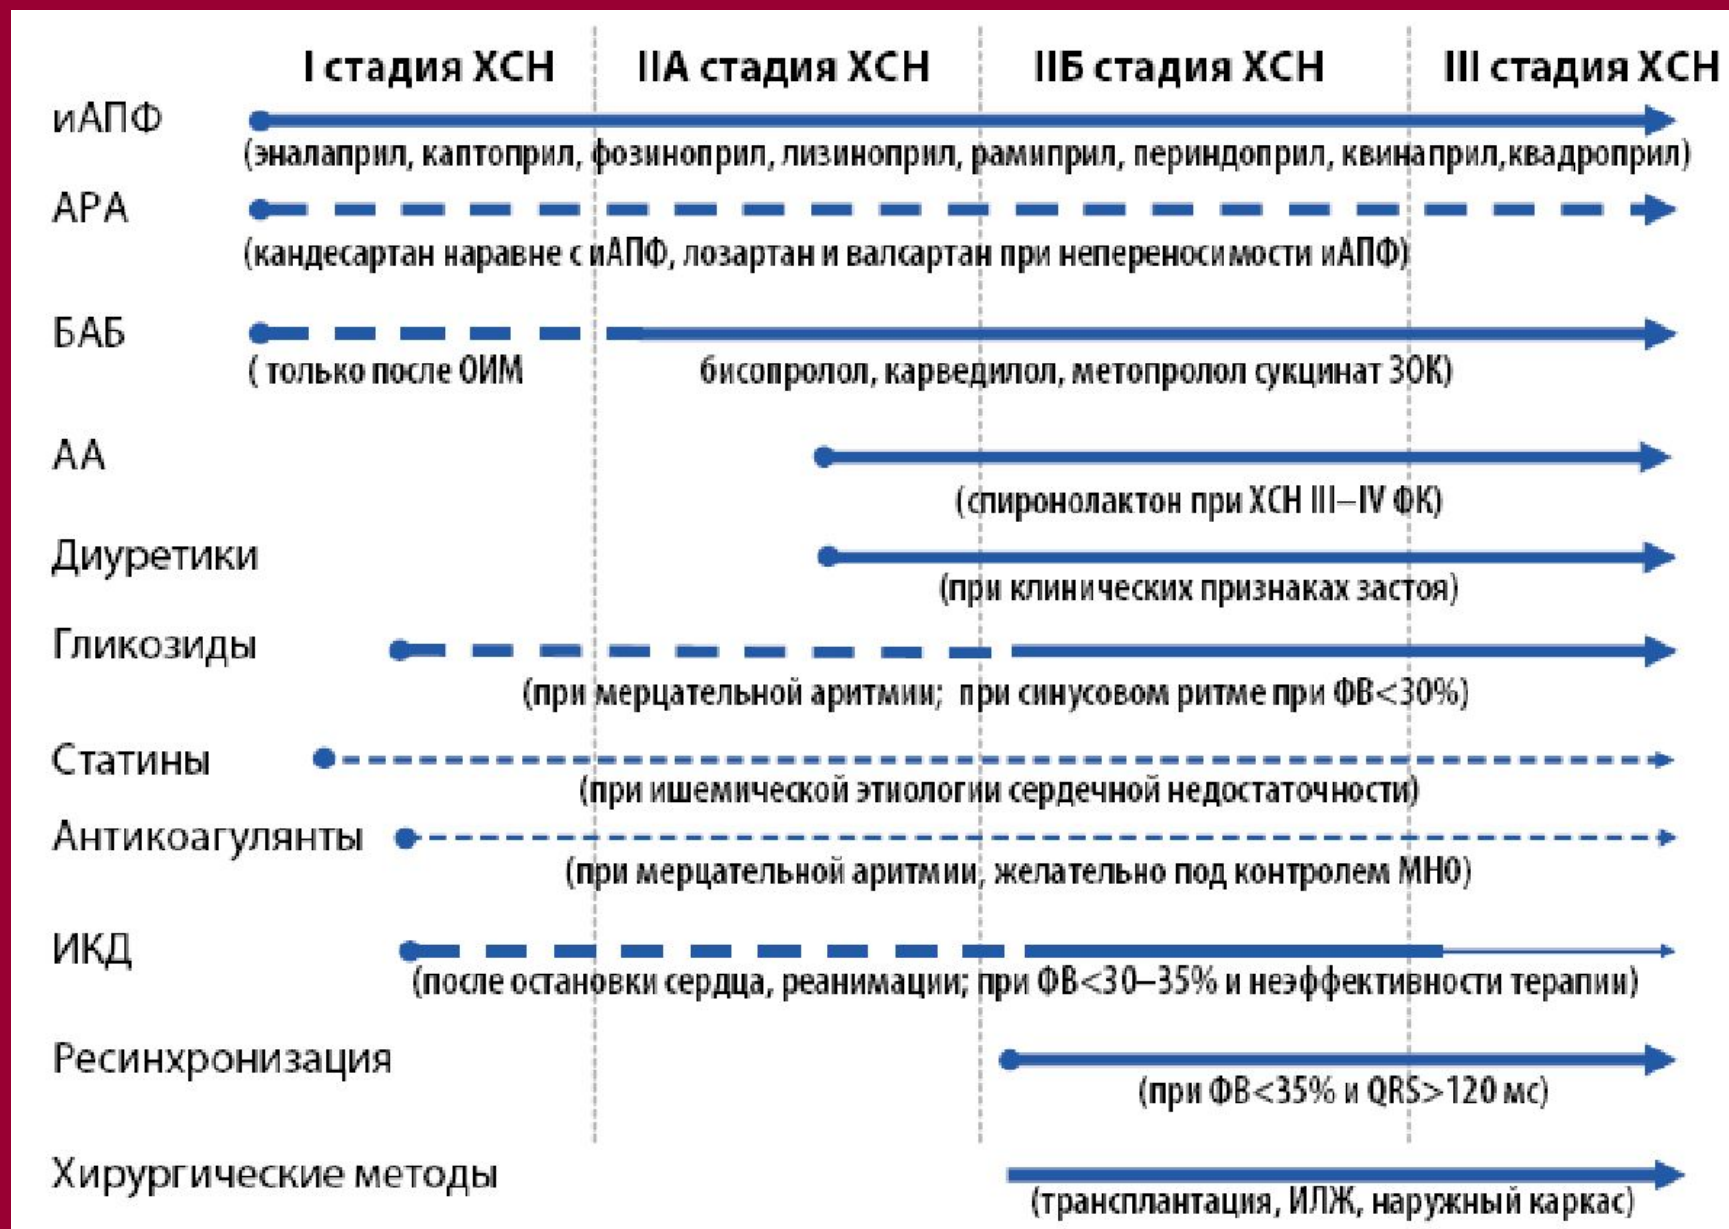 I стадия ХСН IIА стадия ХСН IIБ стадия ХСН III стадия ХСН
иАПФ
(эналаприл, каптоприл, фозиноприл, лизиноприл, рамиприл, периндоприл, квинаприл,квадроприл)
АРА
(кандесартан наравне с иАПФ, лозартан и валсартан при непереносимости иАПФ)
БАБ
( только после ОИМ бисопролол, карведилол, метопролол сукцинат ЗОК)
АА
(спиронолактон при ХСН III–IV ФК)
Диуретики
(при клинических признаках застоя)
Гликозиды
(при мерцательной аритмии; при синусовом ритме при ФВ<30%)
Статины
(при ишемической этиологии сердечной недостаточности)
Антикоагулянты
(при мерцательной аритмии, желательно под контролем МНО)
ИКД
(после остановки сердца, реанимации; при ФВ<30–35% и неэффективности терапии)
Ресинхронизация
(при ФВ<35% и QRS>120 мс)
Хирургические методы
(трансплантация, ИЛЖ, наружный каркас)